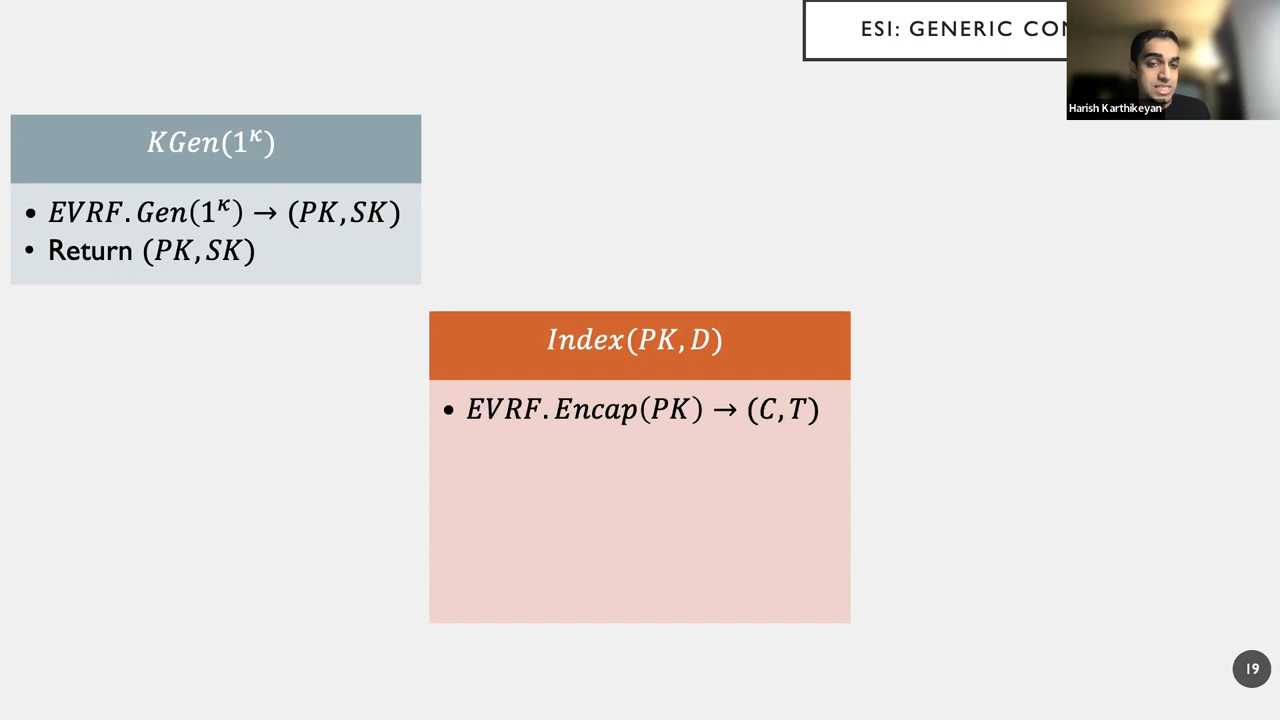 ESI: GENERIC
Harish Karthikeyan
KGen(1^κ)
• EVRF.Gen(1^κ) → (PK, SK)
• Return (PK, SK)
Index(PK, D)
• EVRF.Encap(PK) → (C, T)
19